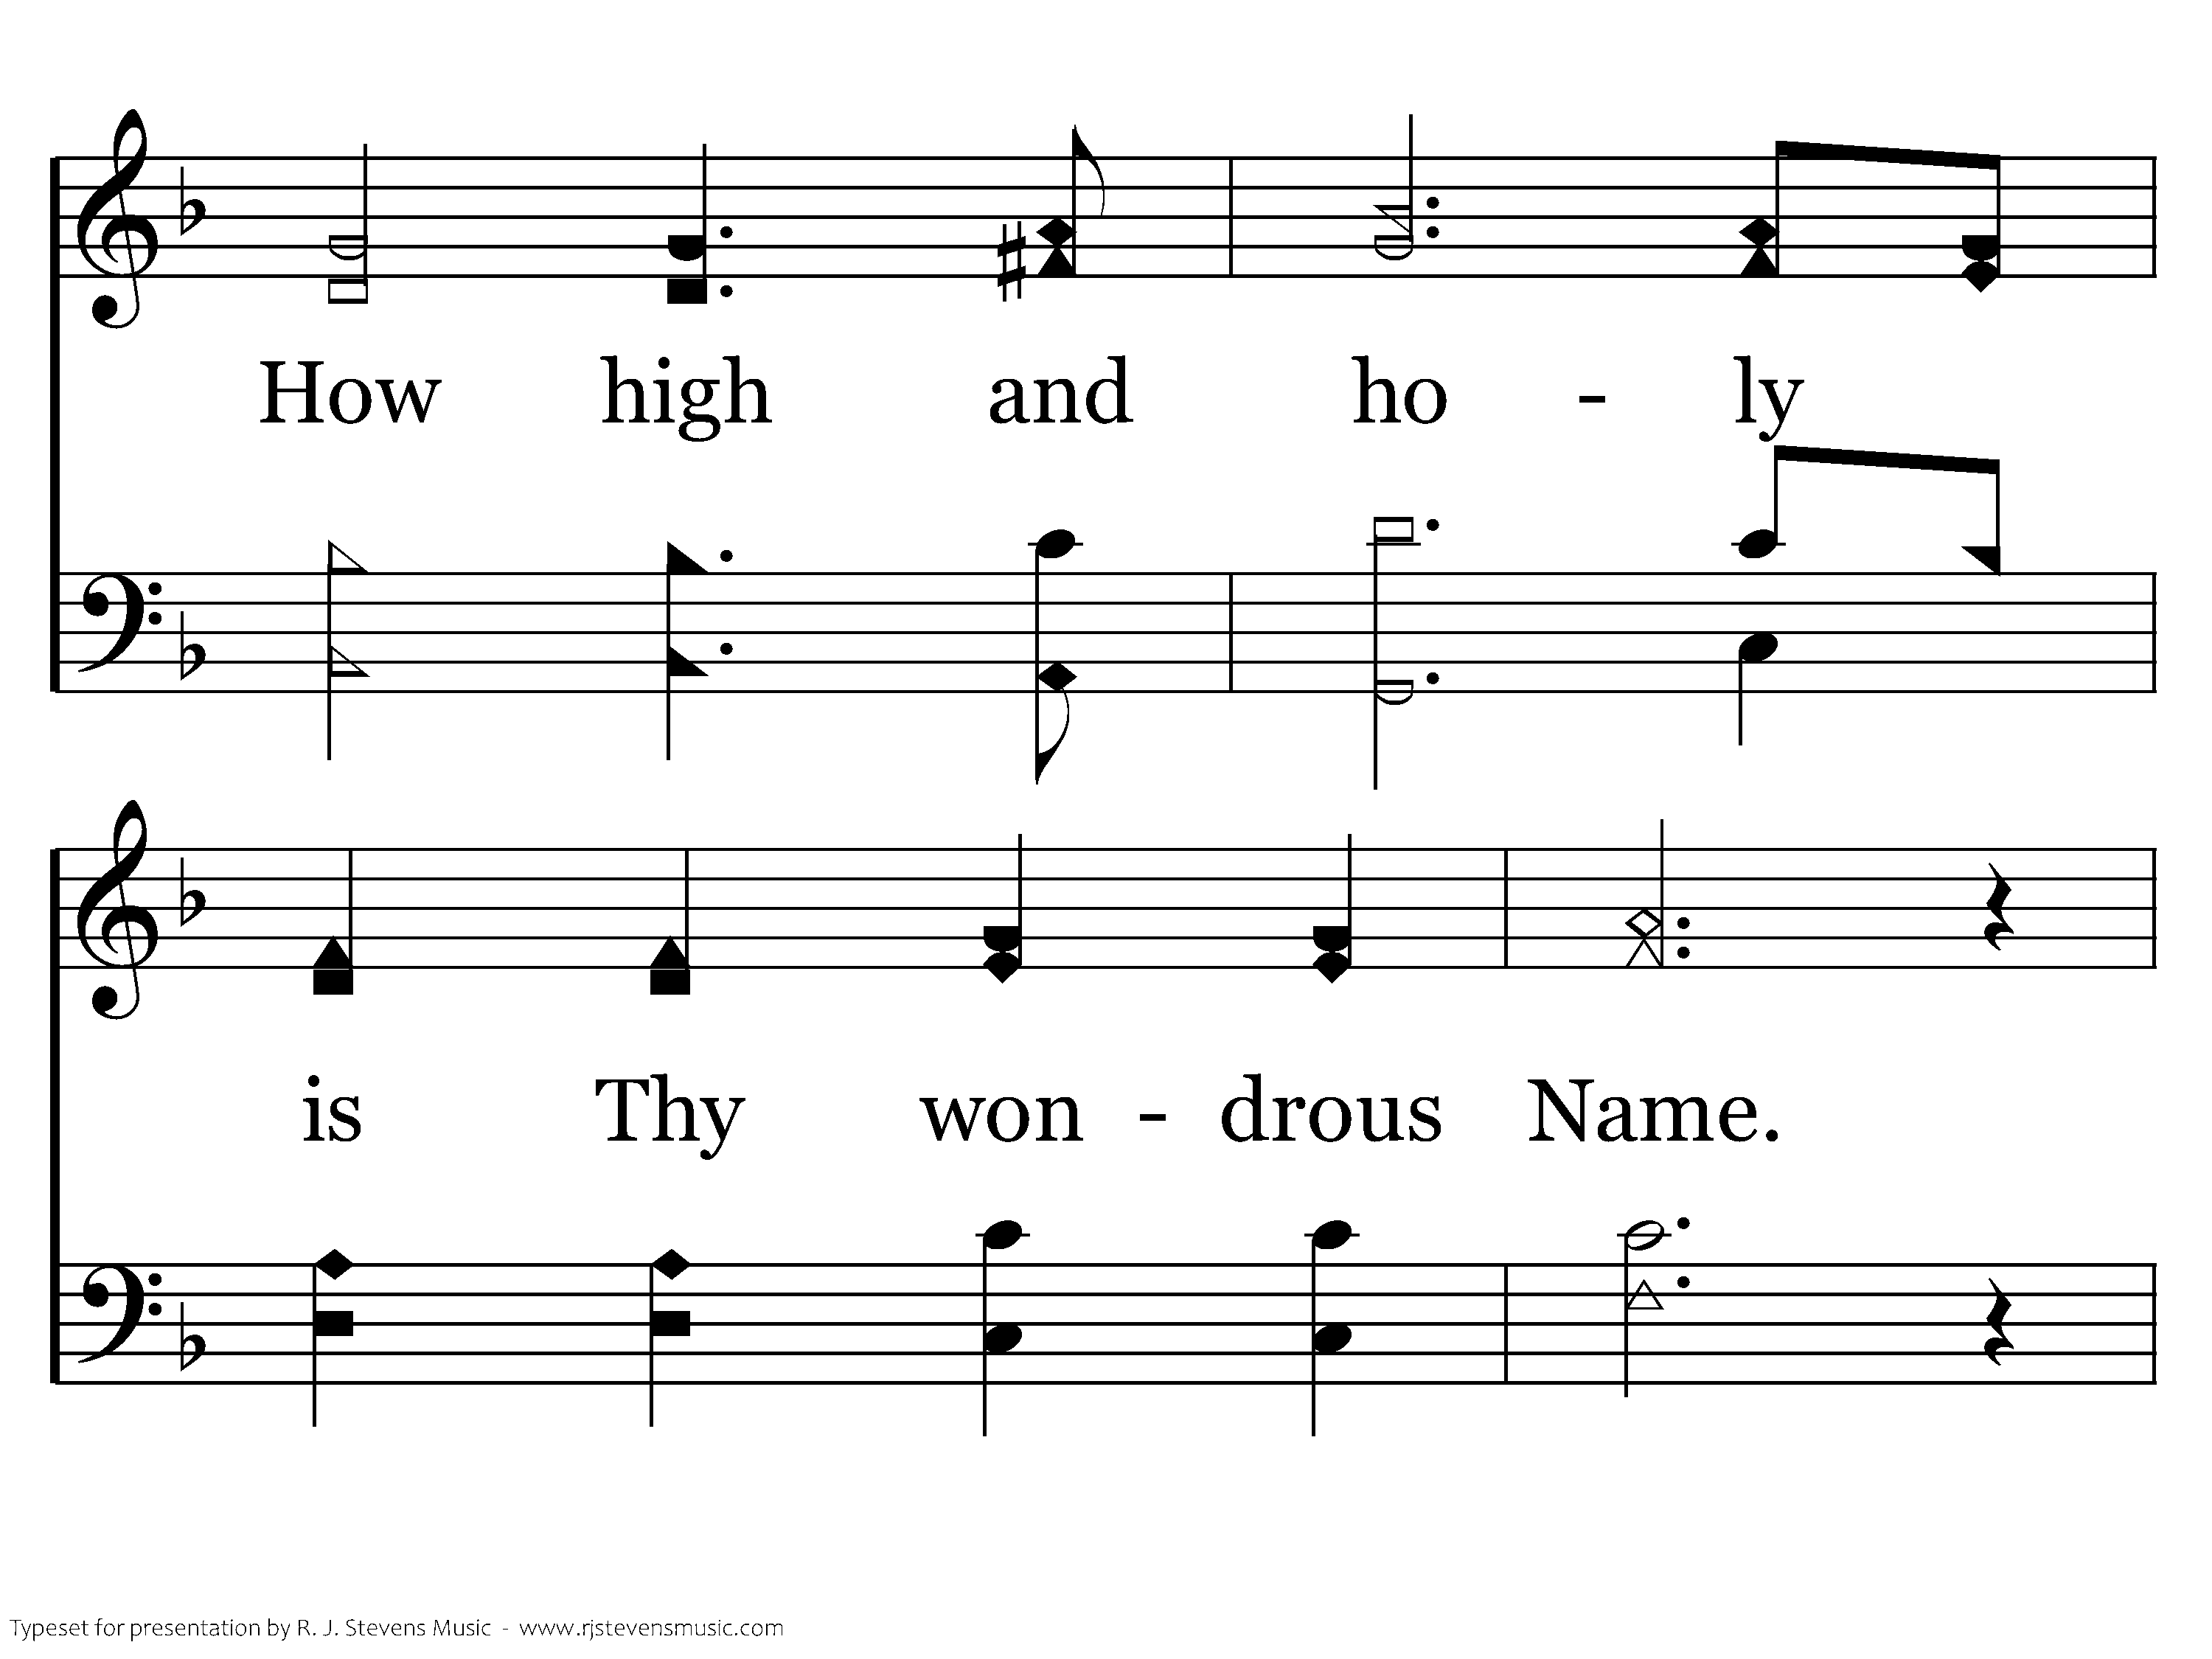 How high and ho - ly
is Thy won - drous Name.
Typeset for presentation by R. J. Stevens Music - www.rjstevensmusic.com